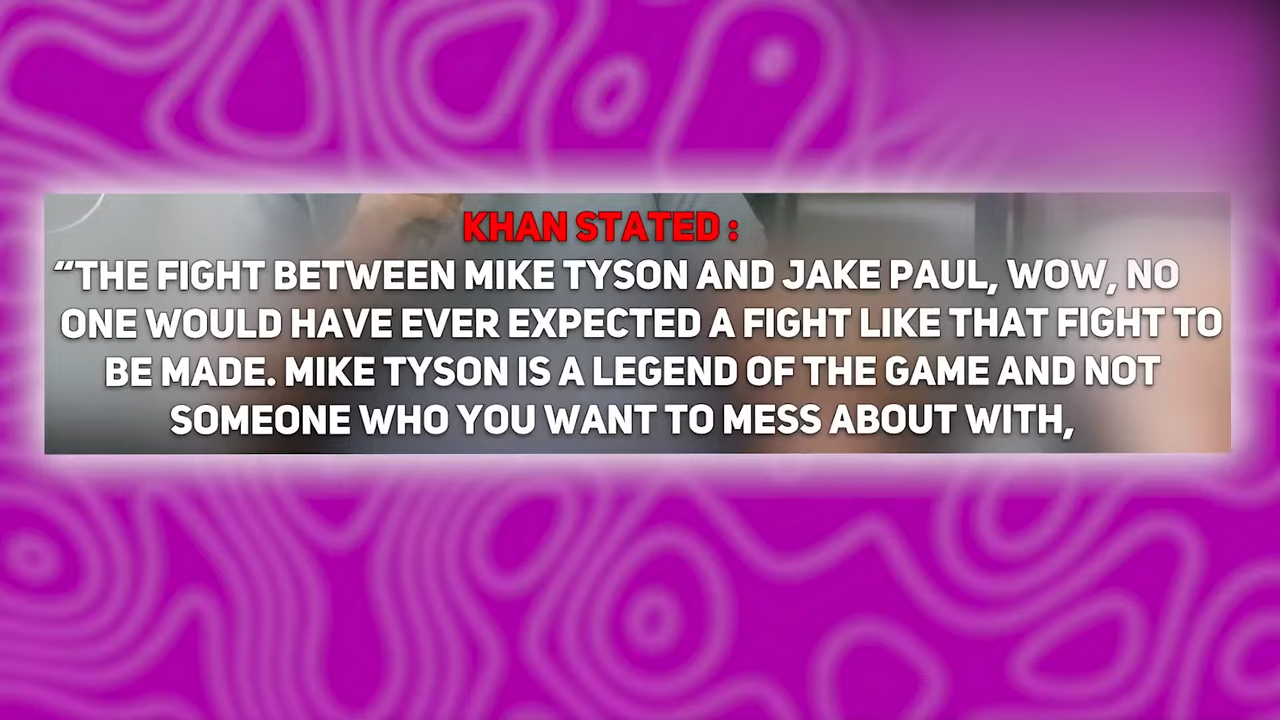 KHAN STATED :
“THE FIGHT BETWEEN MIKE TYSON AND JAKE PAUL, WOW, NO
ONE WOULD HAVE EVER EXPECTED A FIGHT LIKE THAT FIGHT TO
BE MADE. MIKE TYSON IS A LEGEND OF THE GAME AND NOT
SOMEONE WHO YOU WANT TO MESS ABOUT WITH,